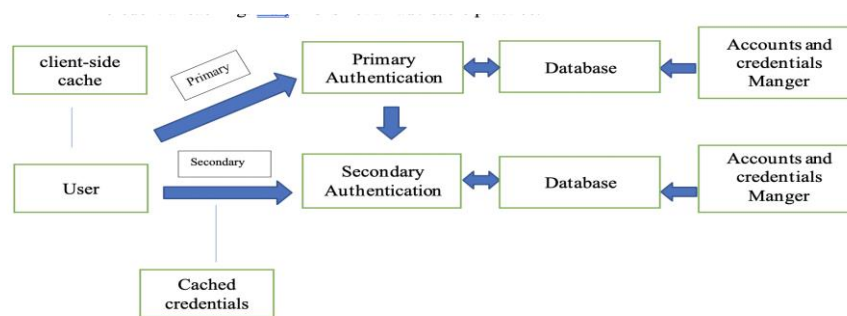 client-side
cache
Primary
Primary
Authentication
Database
Accounts and
credentials
Manger
User
Secondary
Secondary
Authentication
Database
Accounts and
credentials
Manger
Cached
credentials